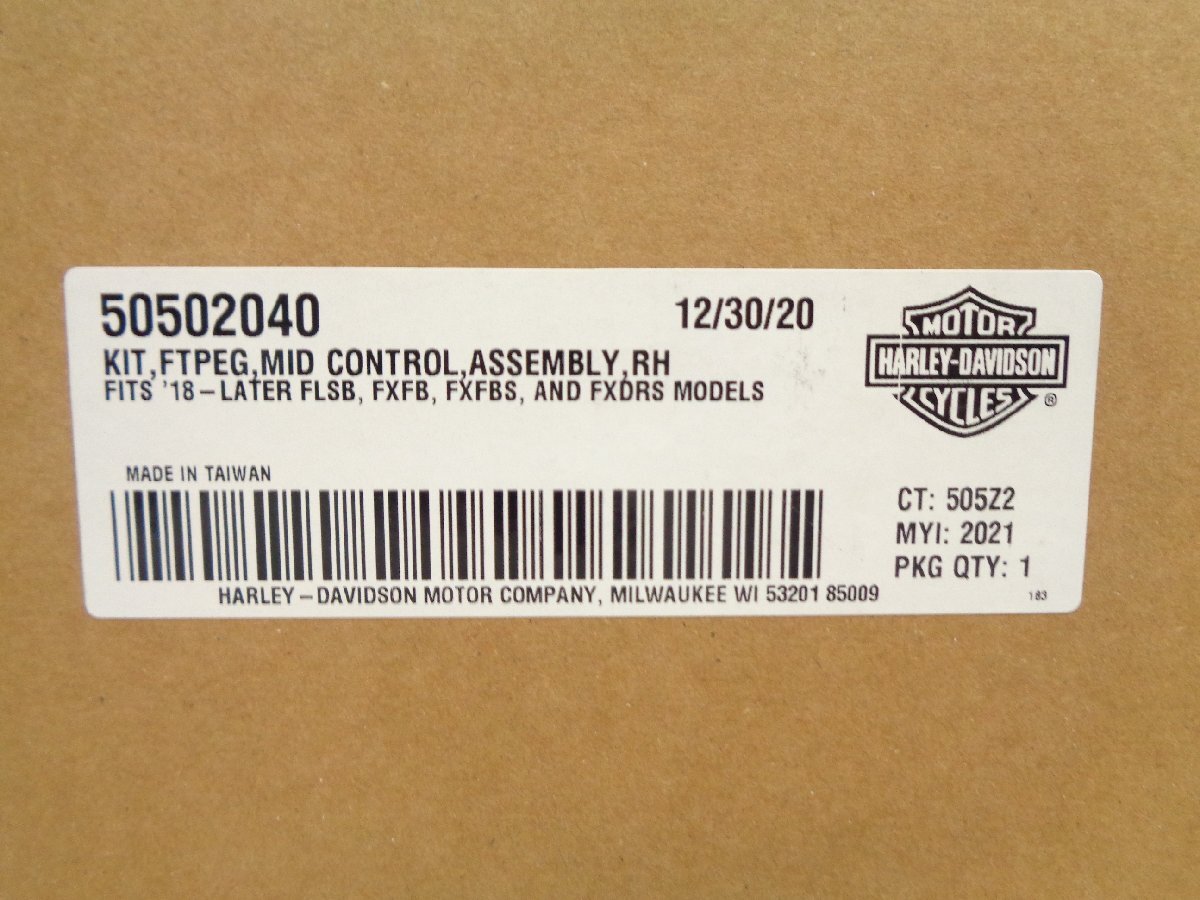 50502040 12/30/20
KIT,FTPEG,MID CONTROL,ASSEMBLY,RH
FITS '18-LATER FLSB, FXFB, FXFBS, AND FXDRS MODELS
MOTOR
HARLEY-DAVIDSON
CYCLES ®
MADE IN TAIWAN
CT: 505Z2
MYI: 2021
PKG QTY: 1
HARLEY-DAVIDSON MOTOR COMPANY, MILWAUKEE WI 53201 85009
183